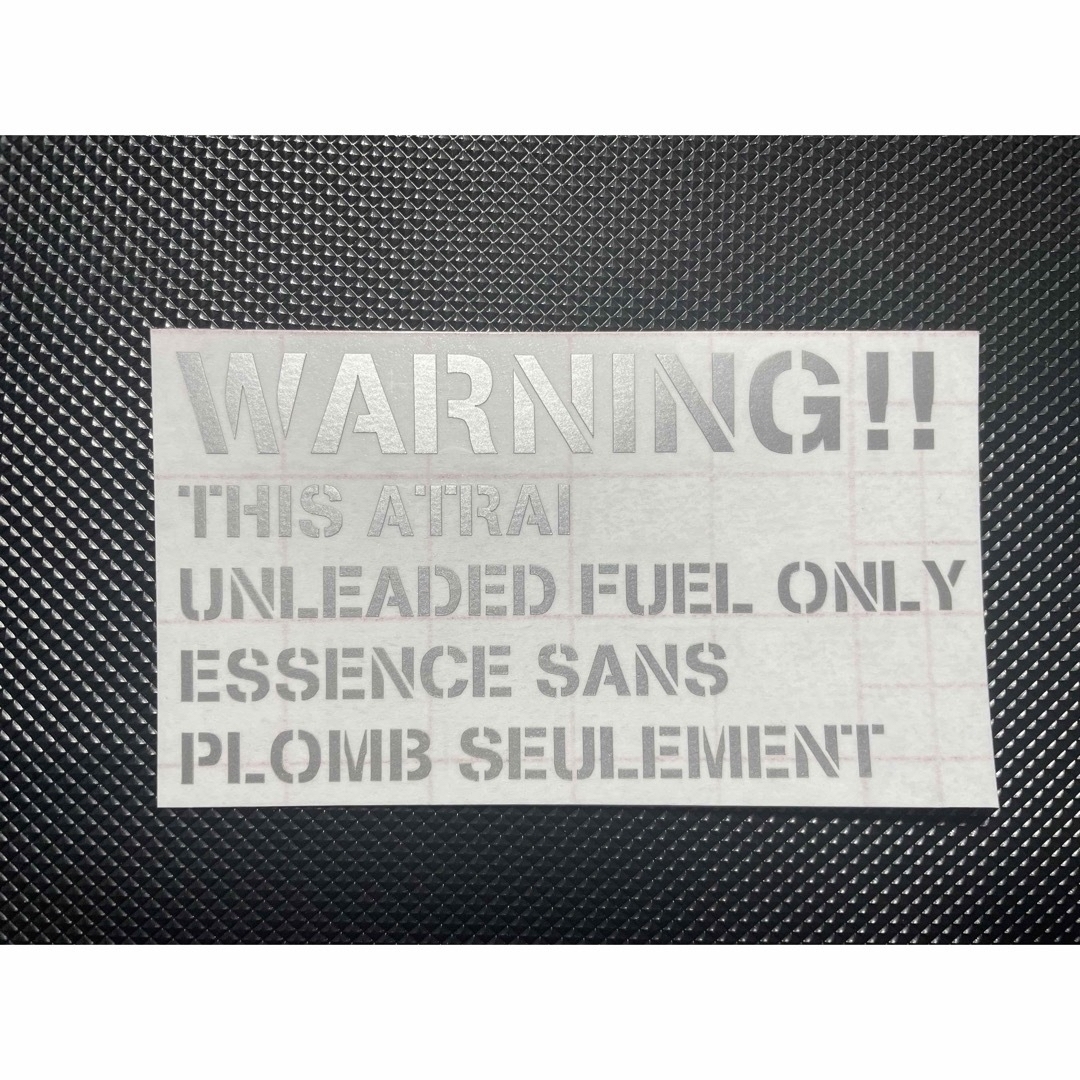 WARNING!!
THIS ATRAI
UNLEADED FUEL ONLY
ESSENCE SANS
PLOMB SEULEMENT